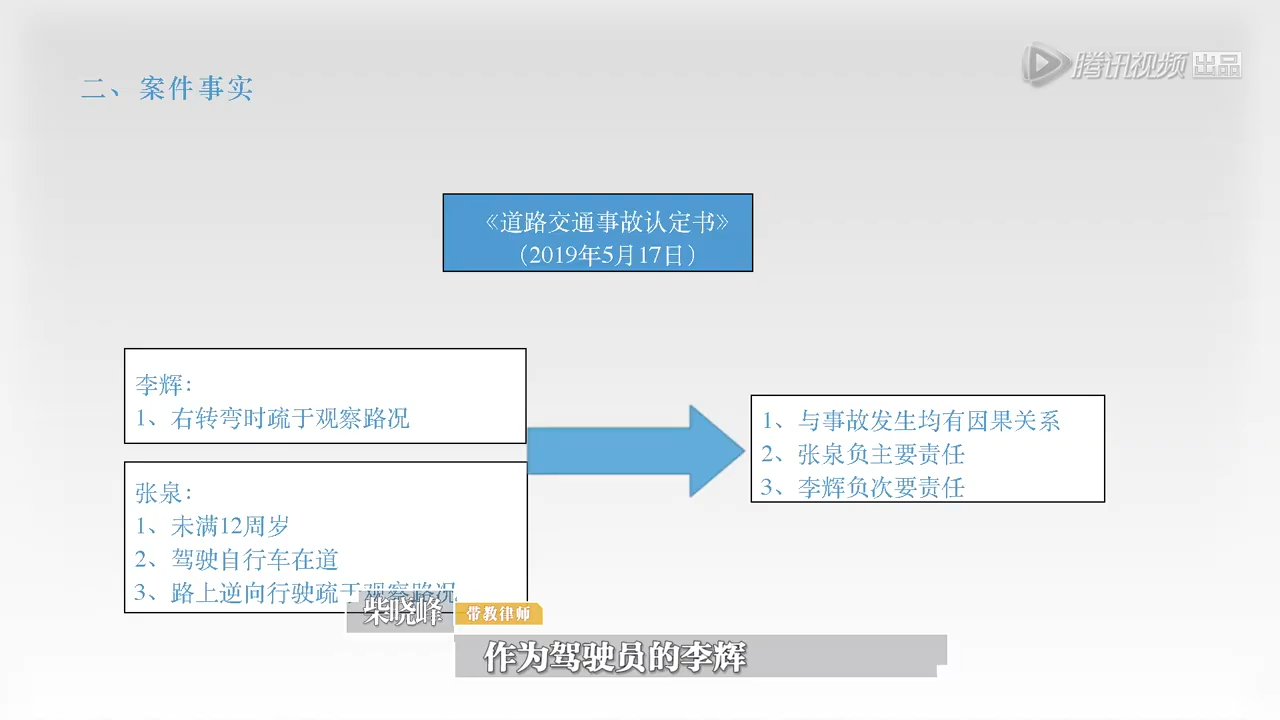 腾讯视频 出品
二、案件事实
《道路交通事故认定书》
（2019年5月17日）
李辉：
1、右转弯时疏于观察路况
张泉：
1、未满12周岁
2、驾驶自行车在道
3、路上逆向行驶疏于观察路况
1、与事故发生均有因果关系
2、张泉负主要责任
3、李辉负次要责任
柴晓峰 带教律师
作为驾驶员的李辉